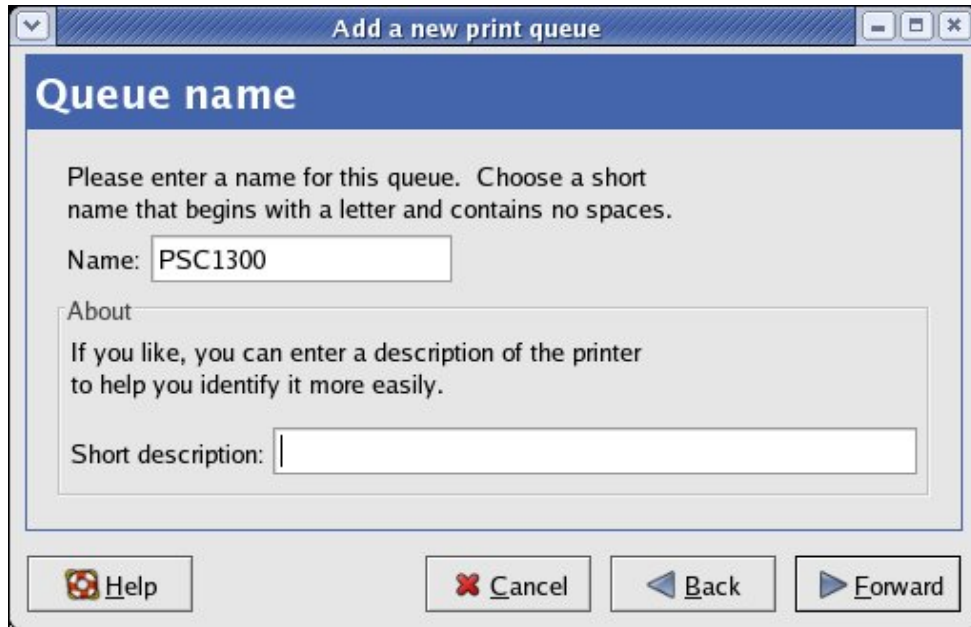 Add a new print queue
Queue name
Please enter a name for this queue.  Choose a short
name that begins with a letter and contains no spaces.
Name: PSC1300
About
If you like, you can enter a description of the printer
to help you identify it more easily.
Short description:
Help Cancel Back Forward